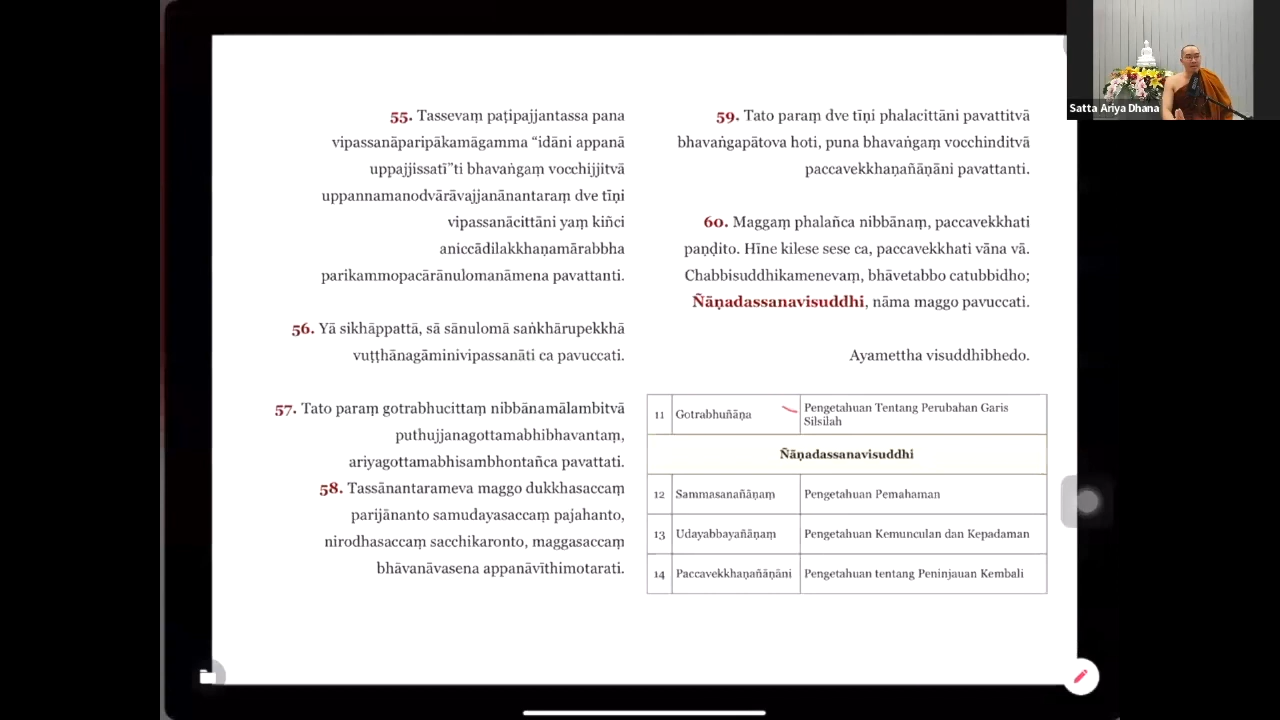 55. Tassevaṃ paṭipajjantassa pana
vipassanāparipākamāgamma “idāni appanā
uppajjissatī”ti bhavaṅgaṃ vocchijjitvā
uppannamanodvārāvajjanānantaraṃ dve tīṇi
vipassanācittāni yaṃ kiñci
aniccādilakkhaṇamārabbha
parikammopacārānulomanāmena pavattanti.
56. Yā sikhāppattā, sā sānulomā saṅkhārupekkhā
vuṭṭhānagāminivipassanāti ca pavuccati.
57. Tato paraṃ gotrabhucittaṃ nibbānamālambitvā
puthujjanagottamabhibhavantaṃ,
ariyagottamabhisambhontañca pavattati.
58. Tassānantarameva maggo dukkhasaccaṃ
parijānanto samudayasaccaṃ pajahanto,
nirodhasaccaṃ sacchikaronto, maggasaccaṃ
bhāvanāvasena appanāvīthimotarati.
59. Tato paraṃ dve tīṇi phalacittāni pavattitvā
bhavaṅgapātova hoti, puna bhavaṅgaṃ vocchinditvā
paccavekkhaṇañāṇāni pavattanti.
60. Maggaṃ phalañca nibbānaṃ, paccavekkhati
paṇḍito. Hīne kilese sese ca, paccavekkhati vāna vā.
Chabbisuddhikamenevaṃ, bhāvetabbo catubbidho;
Ñāṇadassanavisuddhi, nāma maggo pavuccati.
Ayamettha visuddhibhedo.
11 Gotrabhuñāṇa Pengetahuan Tentang Perubahan Garis
Silsilah
Ñāṇadassanavisuddhi
12 Sammasanañāṇaṃ Pengetahuan Pemahaman
13 Udayabbayañāṇaṃ Pengetahuan Kemunculan dan Kepadaman
14 Paccavekkhaṇañāṇāni Pengetahuan tentang Peninjauan Kembali
Satta Ariya Dhana